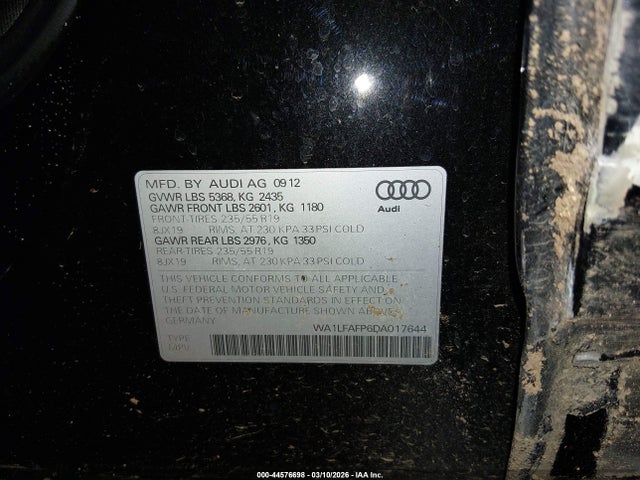 MFD. BY AUDI AG 09 12
GVWR LBS 5368, KG 2435
GAWR FRONT LBS 2601, KG 1180
FRONT-TIRES 235/55 R19
8JX19 RIMS, AT 230 KPA 33 PSI COLD
GAWR REAR LBS 2976, KG 1350
REAR-TIRES 235/55 R19
8JX19 RIMS, AT 230 KPA 33 PSI COLD
THIS VEHICLE CONFORMS TO ALL APPLICABLE
U.S. FEDERAL MOTOR VEHICLE SAFETY AND
THEFT PREVENTION STANDARDS IN EFFECT ON
THE DATE OF MANUFACTURE SHOWN ABOVE.
GERMANY
WA1LFAFP6DA017644
TYPE
MPV
Audi
000-44576698 - 03/10/2026 - © IAA Inc.